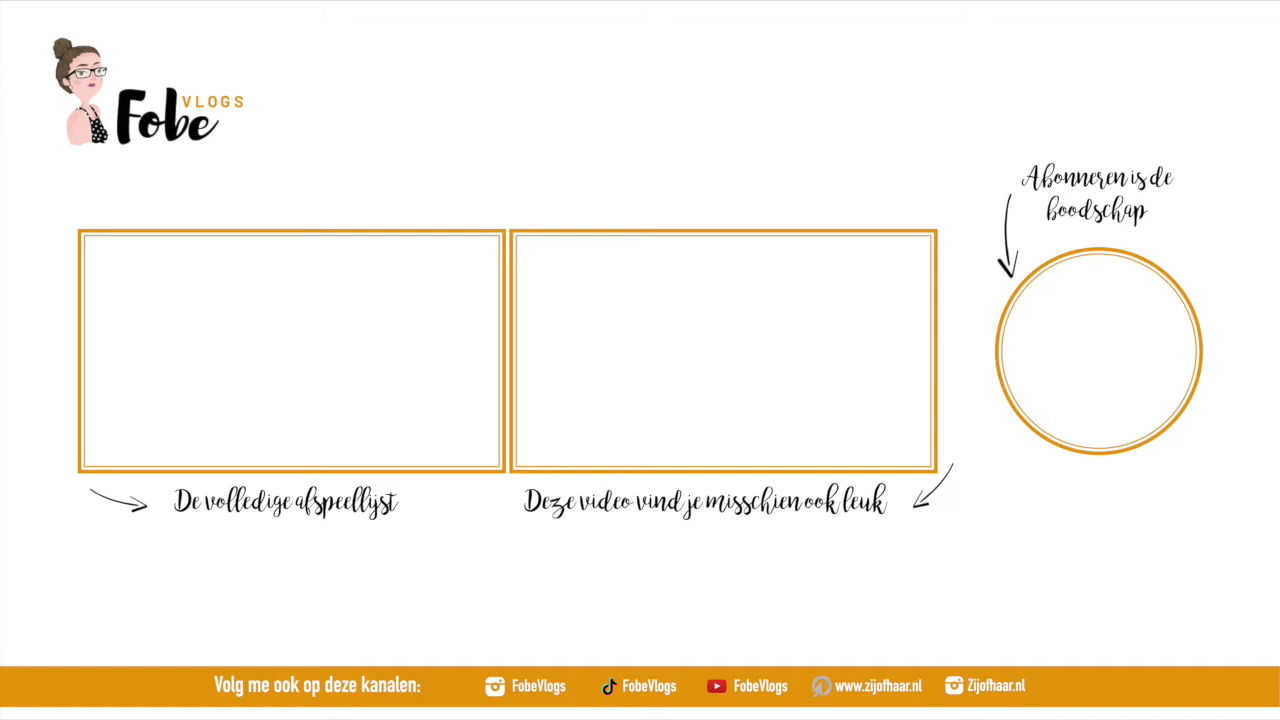 VLOGS
Fobe
Abonneren is de
boodschap
De volledige afspeellijst
Deze video vind je misschien ook leuk
Volg me ook op deze kanalen: FobeVlogs FobeVlogs FobeVlogs www.zijofhaar.nl Zijofhaar.nl